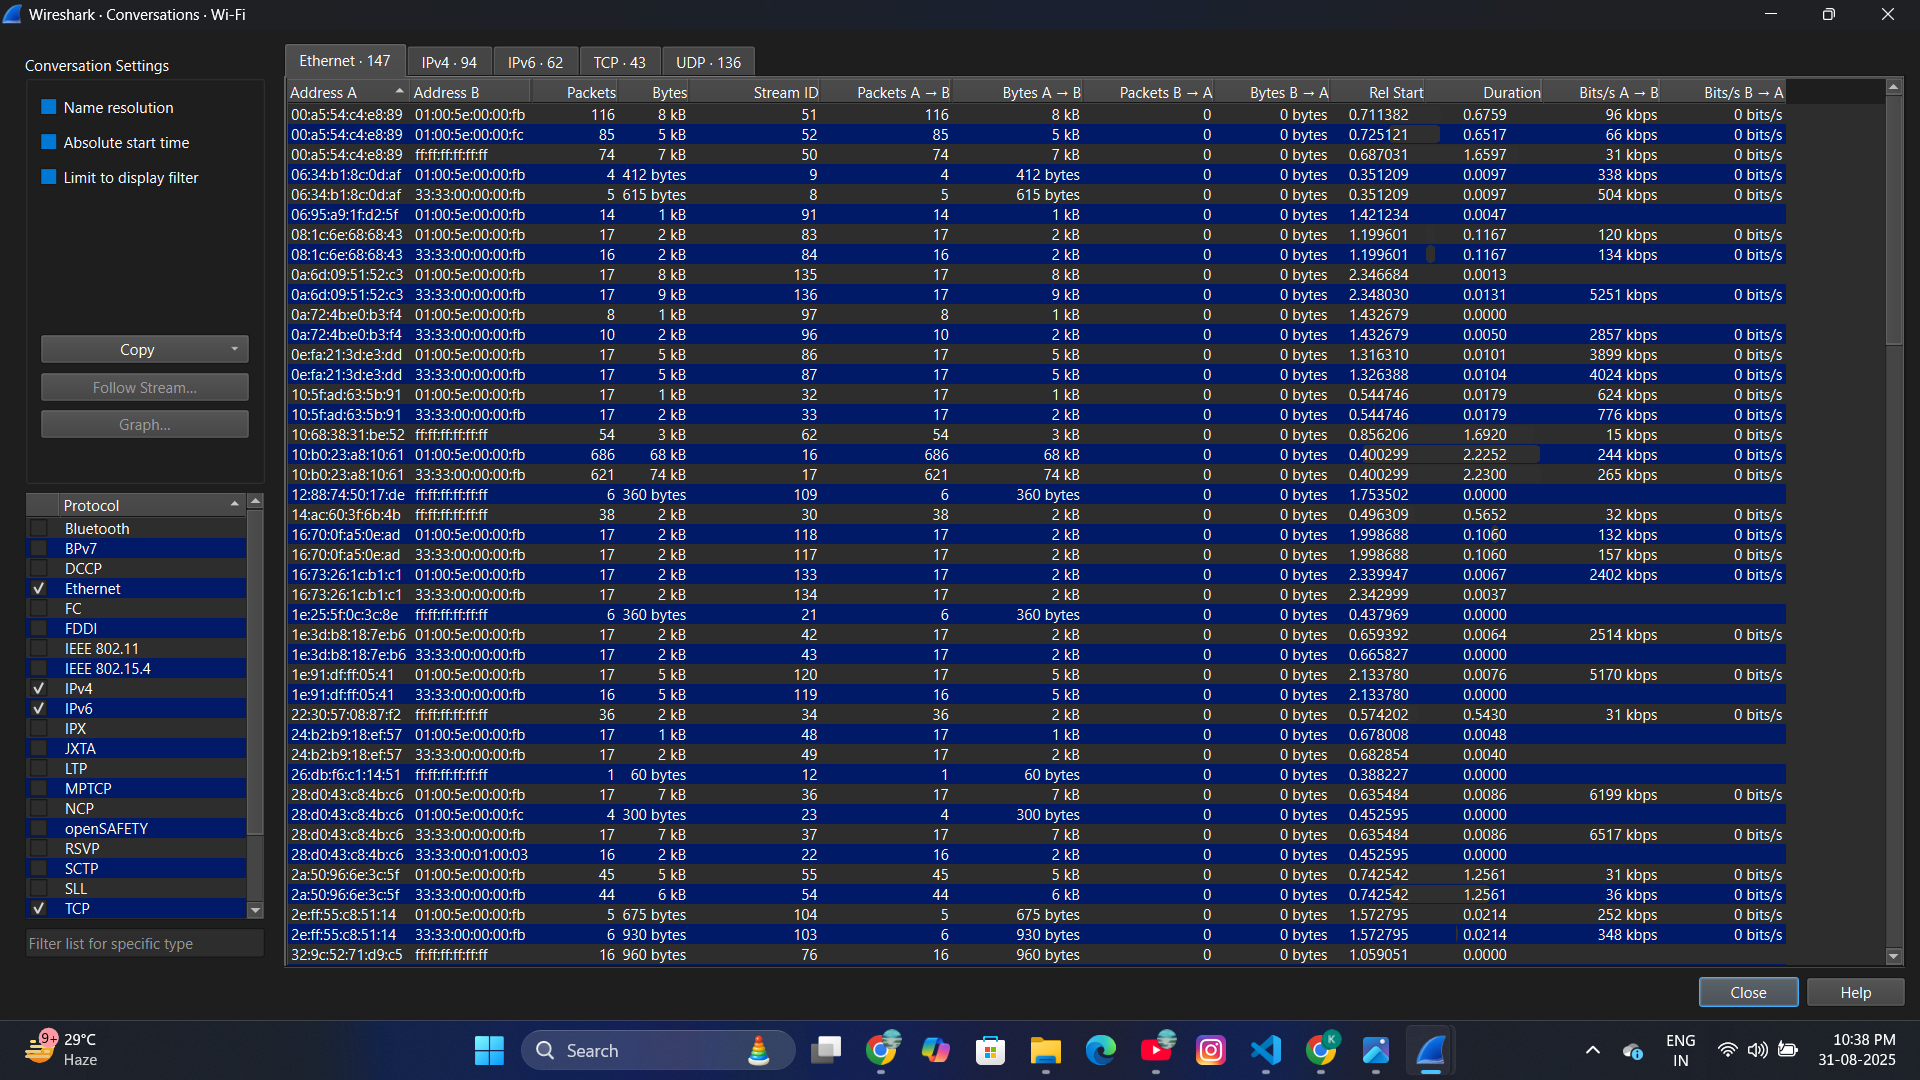 Wireshark · Conversations · Wi-Fi
Conversation Settings
Name resolution
Absolute start time
Limit to display filter
Copy
Follow Stream...
Graph...
Protocol
Bluetooth
BPv7
DCCP
Ethernet
FC
FDDI
IEEE 802.11
IEEE 802.15.4
IPv4
IPv6
IPX
JXTA
LTP
MPTCP
NCP
openSAFETY
RSVP
SCTP
SLL
TCP
Filter list for specific type
Ethernet · 147 IPv4 · 94 IPv6 · 62 TCP · 43 UDP · 136
Address A Address B Packets Bytes Stream ID Packets A → B Bytes A → B Packets B → A Bytes B → A Rel Start Duration Bits/s A → B Bits/s B → A
00:a5:54:c4:e8:89 01:00:5e:00:00:fb 116 8 kB 51 116 8 kB 0 0 bytes 0.711382 0.6759 96 kbps 0 bits/s
00:a5:54:c4:e8:89 01:00:5e:00:00:fc 85 5 kB 52 85 5 kB 0 0 bytes 0.725121 0.6517 66 kbps 0 bits/s
00:a5:54:c4:e8:89 ff:ff:ff:ff:ff:ff 74 7 kB 50 74 7 kB 0 0 bytes 0.687031 1.6597 31 kbps 0 bits/s
06:34:b1:8c:0d:af 01:00:5e:00:00:fb 4 412 bytes 9 4 412 bytes 0 0 bytes 0.351209 0.0097 338 kbps 0 bits/s
06:34:b1:8c:0d:af 33:33:00:00:00:fb 5 615 bytes 8 5 615 bytes 0 0 bytes 0.351209 0.0097 504 kbps 0 bits/s
06:95:a9:1f:d2:5f 01:00:5e:00:00:fb 14 1 kB 91 14 1 kB 0 0 bytes 1.421234 0.0047
08:1c:6e:68:68:43 01:00:5e:00:00:fb 17 2 kB 83 17 2 kB 0 0 bytes 1.199601 0.1167 120 kbps 0 bits/s
08:1c:6e:68:68:43 33:33:00:00:00:fb 16 2 kB 84 16 2 kB 0 0 bytes 1.199601 0.1167 134 kbps 0 bits/s
0a:6d:09:51:52:c3 01:00:5e:00:00:fb 17 8 kB 135 17 8 kB 0 0 bytes 2.346684 0.0013
0a:6d:09:51:52:c3 33:33:00:00:00:fb 17 9 kB 136 17 9 kB 0 0 bytes 2.348030 0.0131 5251 kbps 0 bits/s
0a:72:4b:e0:b3:f4 01:00:5e:00:00:fb 8 1 kB 97 8 1 kB 0 0 bytes 1.432679 0.0000
0a:72:4b:e0:b3:f4 33:33:00:00:00:fb 10 2 kB 96 10 2 kB 0 0 bytes 1.432679 0.0050 2857 kbps 0 bits/s
0e:fa:21:3d:e3:dd 01:00:5e:00:00:fb 17 5 kB 86 17 5 kB 0 0 bytes 1.316310 0.0101 3899 kbps 0 bits/s
0e:fa:21:3d:e3:dd 33:33:00:00:00:fb 17 5 kB 87 17 5 kB 0 0 bytes 1.326388 0.0104 4024 kbps 0 bits/s
10:5f:ad:63:5b:91 01:00:5e:00:00:fb 17 1 kB 32 17 1 kB 0 0 bytes 0.544746 0.0179 624 kbps 0 bits/s
10:5f:ad:63:5b:91 33:33:00:00:00:fb 17 2 kB 33 17 2 kB 0 0 bytes 0.544746 0.0179 776 kbps 0 bits/s
10:68:38:31:be:52 ff:ff:ff:ff:ff:ff 54 3 kB 62 54 3 kB 0 0 bytes 0.856206 1.6920 15 kbps 0 bits/s
10:b0:23:a8:10:61 01:00:5e:00:00:fb 686 68 kB 16 686 68 kB 0 0 bytes 0.400299 2.2252 244 kbps 0 bits/s
10:b0:23:a8:10:61 33:33:00:00:00:fb 621 74 kB 17 621 74 kB 0 0 bytes 0.400299 2.2300 265 kbps 0 bits/s
12:88:74:50:17:de ff:ff:ff:ff:ff:ff 6 360 bytes 109 6 360 bytes 0 0 bytes 1.753502 0.0000
14:ac:60:3f:6b:4b ff:ff:ff:ff:ff:ff 38 2 kB 30 38 2 kB 0 0 bytes 0.496309 0.5652 32 kbps 0 bits/s
16:70:0f:a5:0e:ad 01:00:5e:00:00:fb 17 2 kB 118 17 2 kB 0 0 bytes 1.998688 0.1060 132 kbps 0 bits/s
16:70:0f:a5:0e:ad 33:33:00:00:00:fb 17 2 kB 117 17 2 kB 0 0 bytes 1.998688 0.1060 157 kbps 0 bits/s
16:73:26:1c:b1:c1 01:00:5e:00:00:fb 17 2 kB 133 17 2 kB 0 0 bytes 2.339947 0.0067 2402 kbps 0 bits/s
16:73:26:1c:b1:c1 33:33:00:00:00:fb 17 2 kB 134 17 2 kB 0 0 bytes 2.342999 0.0037
1e:25:5f:0c:3c:8e ff:ff:ff:ff:ff:ff 6 360 bytes 21 6 360 bytes 0 0 bytes 0.437969 0.0000
1e:3d:b8:18:7e:b6 01:00:5e:00:00:fb 17 2 kB 42 17 2 kB 0 0 bytes 0.659392 0.0064 2514 kbps 0 bits/s
1e:3d:b8:18:7e:b6 33:33:00:00:00:fb 17 2 kB 43 17 2 kB 0 0 bytes 0.665827 0.0000
1e:91:df:ff:05:41 01:00:5e:00:00:fb 17 5 kB 120 17 5 kB 0 0 bytes 2.133780 0.0076 5170 kbps 0 bits/s
1e:91:df:ff:05:41 33:33:00:00:00:fb 16 5 kB 119 16 5 kB 0 0 bytes 2.133780 0.0000
22:30:57:08:87:f2 ff:ff:ff:ff:ff:ff 36 2 kB 34 36 2 kB 0 0 bytes 0.574202 0.5430 31 kbps 0 bits/s
24:b2:b9:18:ef:57 01:00:5e:00:00:fb 17 1 kB 48 17 1 kB 0 0 bytes 0.678008 0.0048
24:b2:b9:18:ef:57 33:33:00:00:00:fb 17 2 kB 49 17 2 kB 0 0 bytes 0.682854 0.0040
26:db:f6:c1:14:51 ff:ff:ff:ff:ff:ff 1 60 bytes 12 1 60 bytes 0 0 bytes 0.388227 0.0000
28:d0:43:c8:4b:c6 01:00:5e:00:00:fb 17 7 kB 36 17 7 kB 0 0 bytes 0.635484 0.0086 6199 kbps 0 bits/s
28:d0:43:c8:4b:c6 01:00:5e:00:00:fc 4 300 bytes 23 4 300 bytes 0 0 bytes 0.452595 0.0000
28:d0:43:c8:4b:c6 33:33:00:00:00:fb 17 7 kB 37 17 7 kB 0 0 bytes 0.635484 0.0086 6517 kbps 0 bits/s
28:d0:43:c8:4b:c6 33:33:00:01:00:03 16 2 kB 22 16 2 kB 0 0 bytes 0.452595 0.0000
2a:50:96:6e:3c:5f 01:00:5e:00:00:fb 45 5 kB 55 45 5 kB 0 0 bytes 0.742542 1.2561 31 kbps 0 bits/s
2a:50:96:6e:3c:5f 33:33:00:00:00:fb 44 6 kB 54 44 6 kB 0 0 bytes 0.742542 1.2561 36 kbps 0 bits/s
2e:ff:55:c8:51:14 01:00:5e:00:00:fb 5 675 bytes 104 5 675 bytes 0 0 bytes 1.572795 0.0214 252 kbps 0 bits/s
2e:ff:55:c8:51:14 33:33:00:00:00:fb 6 930 bytes 103 6 930 bytes 0 0 bytes 1.572795 0.0214 348 kbps 0 bits/s
32:9c:52:71:d9:c5 ff:ff:ff:ff:ff:ff 16 960 bytes 76 16 960 bytes 0 0 bytes 1.059051 0.0000
Close Help
9+ 29°C
Haze
Search
K
ENG
IN
10:38 PM
31-08-2025